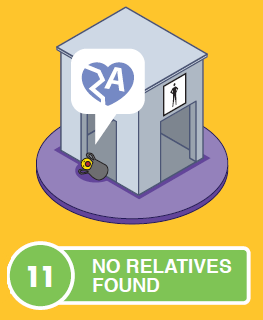 A
11
NO RELATIVES
FOUND